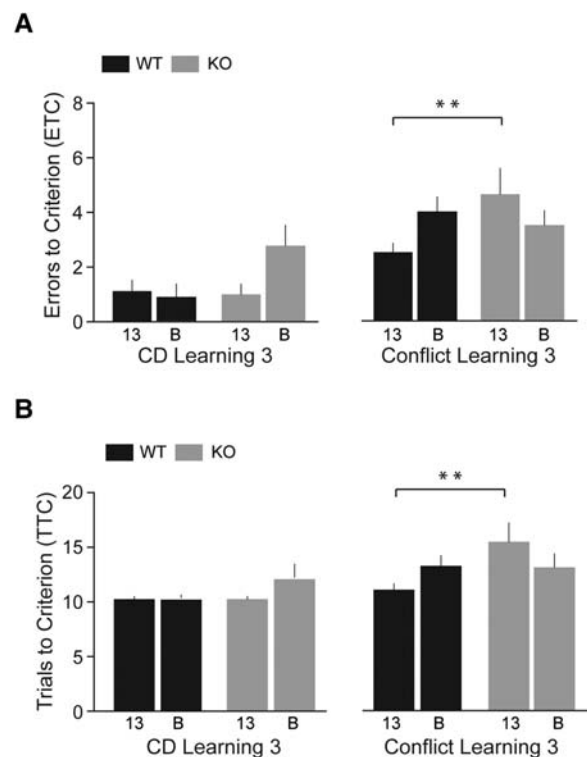 A
WT KO
Errors to Criterion (ETC)
8
6
4
2
0
**
13 B 13 B 13 B 13 B
CD Learning 3 Conflict Learning 3
B
WT KO
Trials to Criterion (TTC)
20
15
10
5
0
**
13 B 13 B 13 B 13 B
CD Learning 3 Conflict Learning 3